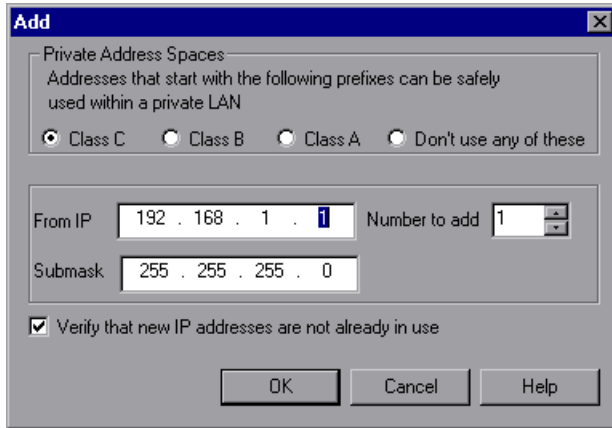 Add
Private Address Spaces
Addresses that start with the following prefixes can be safely
used within a private LAN
Class C Class B Class A Don't use any of these
From IP 192 . 168 . 1 . 1 Number to add 1
Submask 255 . 255 . 255 . 0
Verify that new IP addresses are not already in use
OK Cancel Help